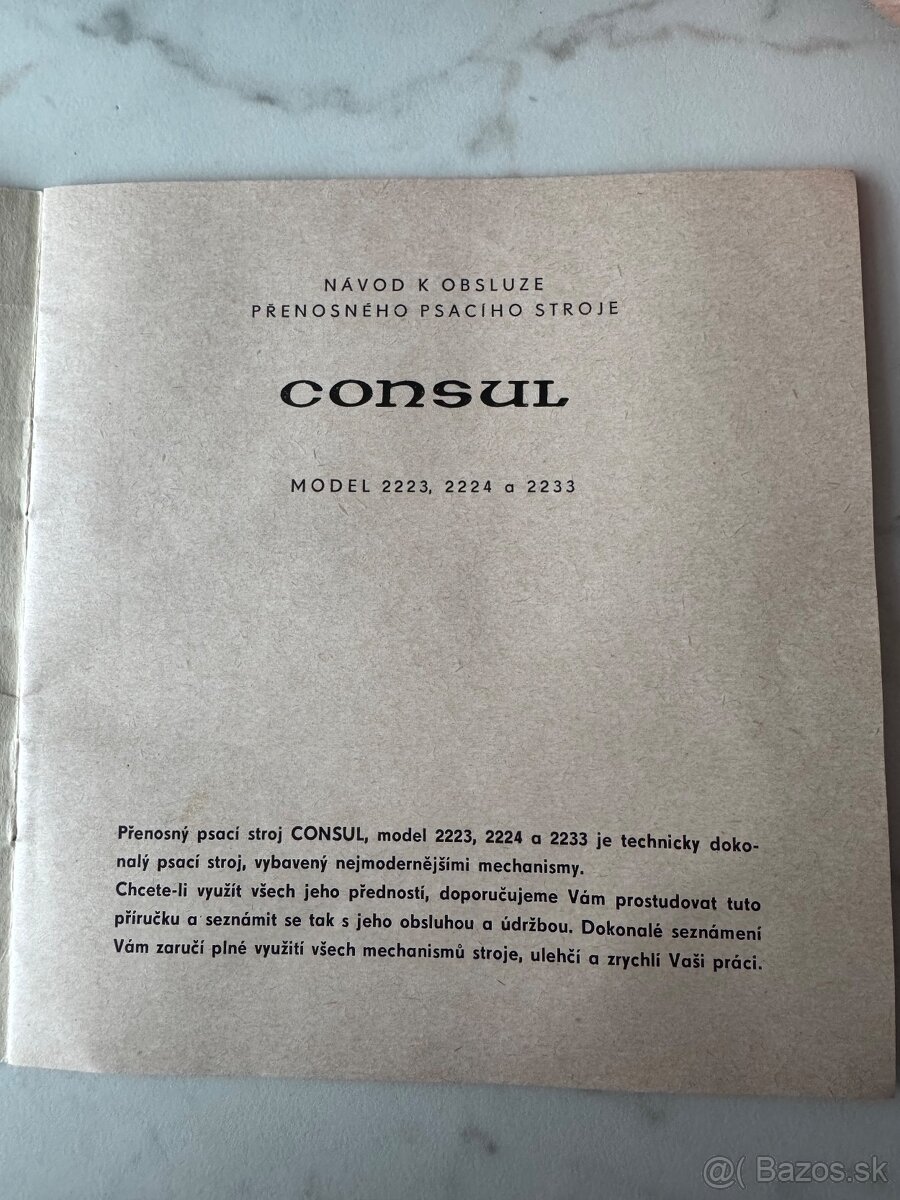 NÁVOD K OBSLUZE
PŘENOSNÉHO PSACÍHO STROJE
CONSUL
MODEL 2223, 2224 a 2233
Přenosný psací stroj CONSUL, model 2223, 2224 a 2233 je technicky doko-
nalý psací stroj, vybavený nejmodernějšími mechanismy.
Chcete-li využít všech jeho předností, doporučujeme Vám prostudovat tuto
příručku a seznámit se tak s jeho obsluhou a údržbou. Dokonalé seznámení
Vám zaručí plné využití všech mechanismů stroje, ulehčí a zrychlí Vaši práci.
@( Bazos.sk